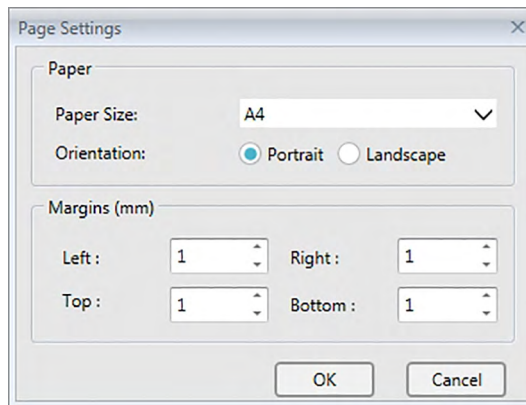 Page Settings
Paper
Paper Size: A4
Orientation: Portrait Landscape
Margins (mm)
Left : 1 Right : 1
Top : 1 Bottom : 1
OK Cancel